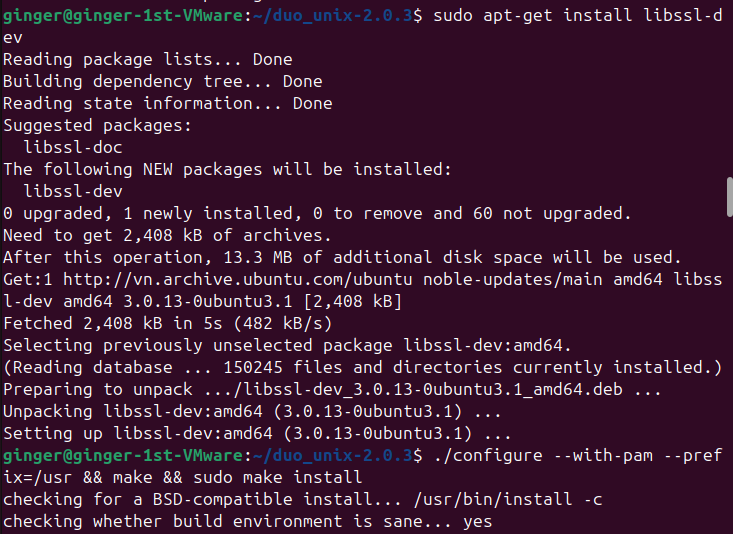 ginger@ginger-1st-VMware:~/duo_unix-2.0.3$ sudo apt-get install libssl-d
ev
Reading package lists... Done
Building dependency tree... Done
Reading state information... Done
Suggested packages:
  libssl-doc
The following NEW packages will be installed:
  libssl-dev
0 upgraded, 1 newly installed, 0 to remove and 60 not upgraded.
Need to get 2,408 kB of archives.
After this operation, 13.3 MB of additional disk space will be used.
Get:1 http://vn.archive.ubuntu.com/ubuntu noble-updates/main amd64 libss
l-dev amd64 3.0.13-0ubuntu3.1 [2,408 kB]
Fetched 2,408 kB in 5s (482 kB/s)
Selecting previously unselected package libssl-dev:amd64.
(Reading database ... 150245 files and directories currently installed.)
Preparing to unpack .../libssl-dev_3.0.13-0ubuntu3.1_amd64.deb ...
Unpacking libssl-dev:amd64 (3.0.13-0ubuntu3.1) ...
Setting up libssl-dev:amd64 (3.0.13-0ubuntu3.1) ...
ginger@ginger-1st-VMware:~/duo_unix-2.0.3$ ./configure --with-pam --pref
ix=/usr && make && sudo make install
checking for a BSD-compatible install... /usr/bin/install -c
checking whether build environment is sane... yes